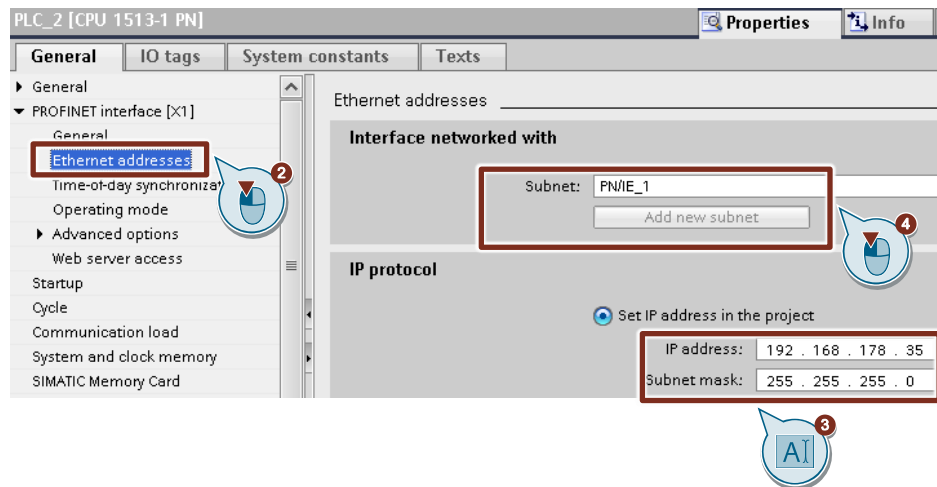 PLC_2 [CPU 1513-1 PN]
Properties
Info
General
IO tags
System constants
Texts
General
PROFINET interface [X1]
General
Ethernet addresses
Time-of-day
Operating mode
Advanced options
Web server access
Startup
Cycle
Communication load
System and clock memory
SIMATIC Memory Card
2
Ethernet addresses
Interface networked with
Subnet: PN/IE_1
Add new subnet
4
IP protocol
Set IP address in the project
IP address: 192 . 168 . 178 . 35
Subnet mask: 255 . 255 . 255 . 0
3
A